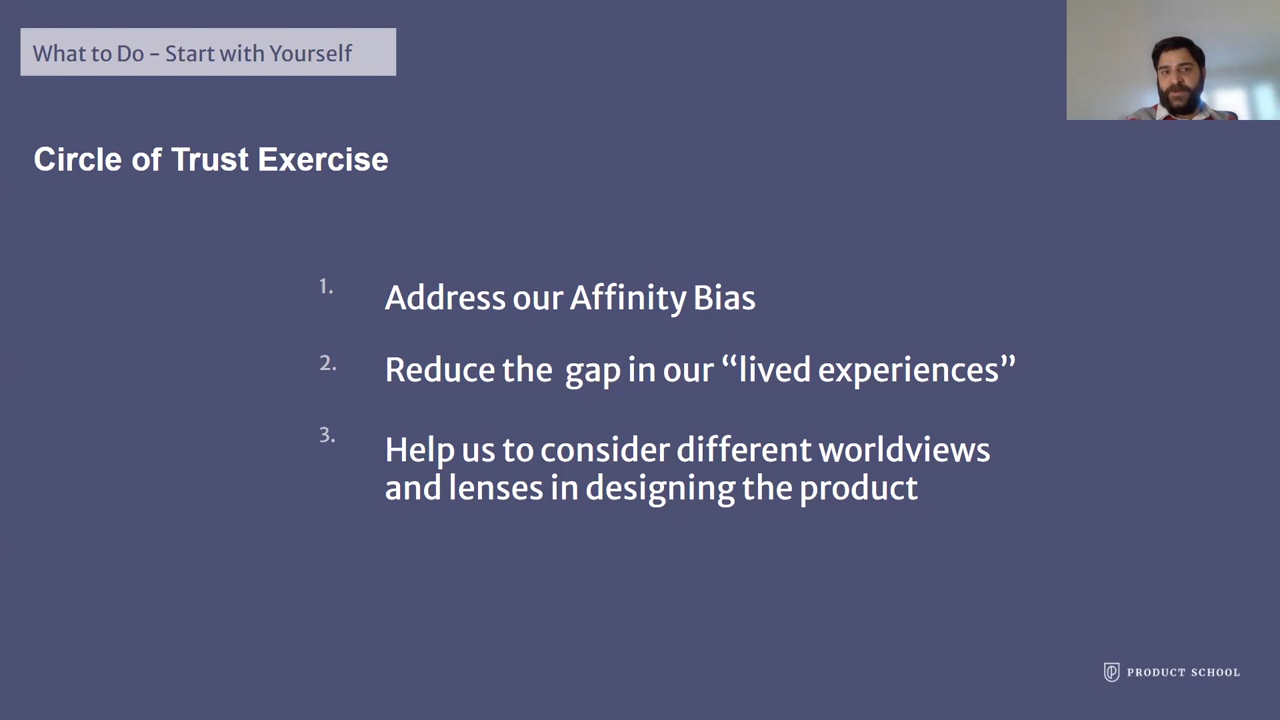 What to Do – Start with Yourself
Circle of Trust Exercise
1. Address our Affinity Bias
2. Reduce the  gap in our “lived experiences”
3. Help us to consider different worldviews
and lenses in designing the product
PRODUCT SCHOOL